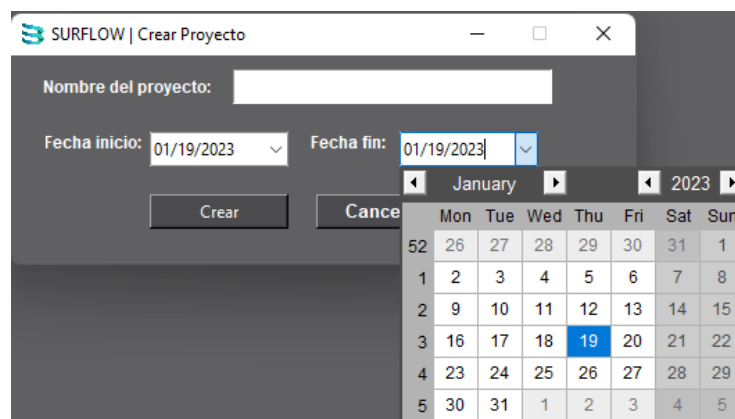 SURFLOW | Crear Proyecto
Nombre del proyecto:
Fecha inicio: 01/19/2023 Fecha fin: 01/19/2023
Crear
January 2023
Mon Tue Wed Thu Fri Sat Sun
52 26 27 28 29 30 31 1
1 2 3 4 5 6 7 8
2 9 10 11 12 13 14 15
3 16 17 18 19 20 21 22
4 23 24 25 26 27 28 29
5 30 31 1 2 3 4 5